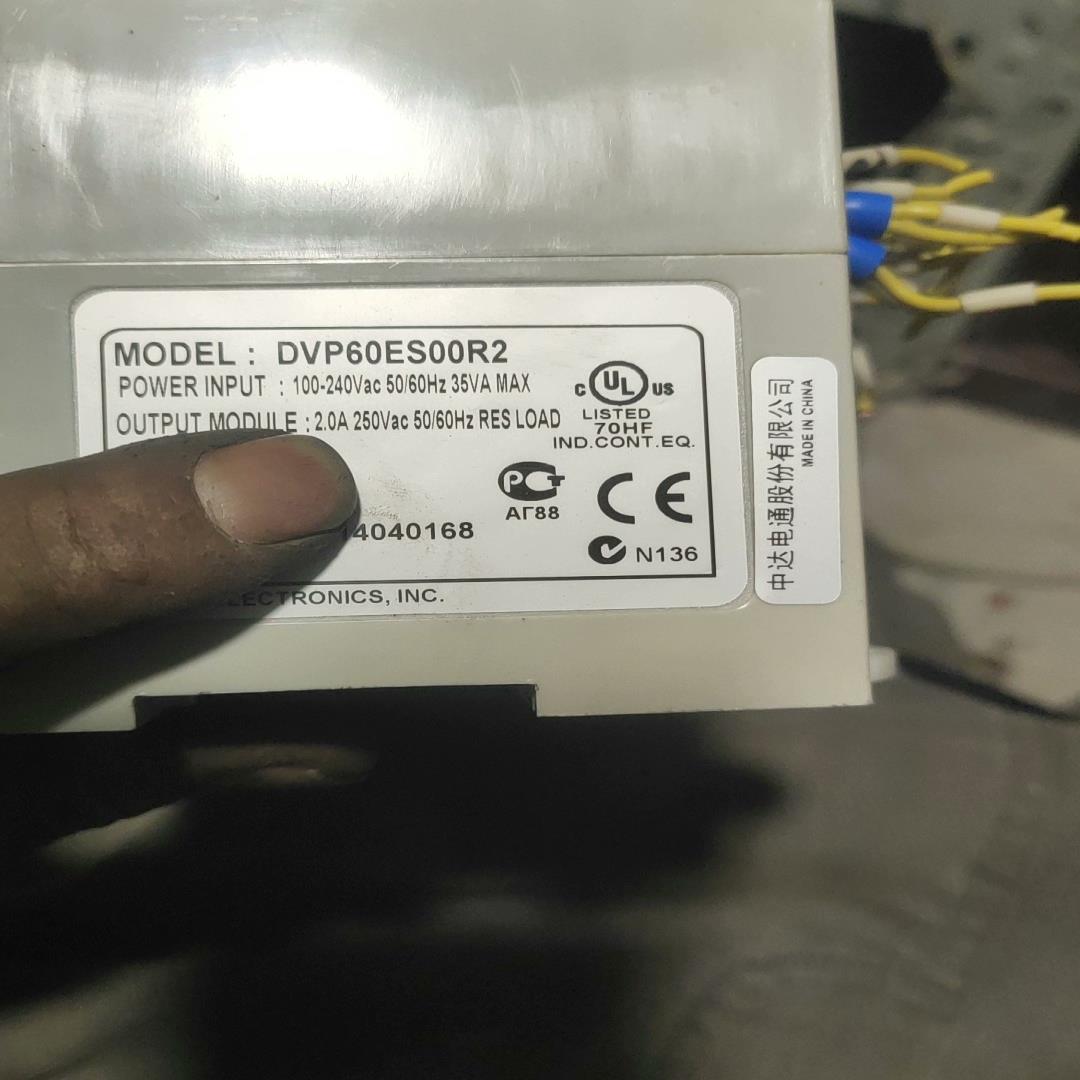 MODEL : DVP60ES00R2
POWER INPUT : 100-240Vac 50/60Hz 35VA MAX
OUTPUT MODULE : 2.0A 250Vac 50/60Hz RES LOAD
C UL US
LISTED
70HF
IND.CONT.EQ.
РСТ
АГ88
CE
14040168
N136
ELECTRONICS, INC.
中达电通股份有限公司
MADE IN CHINA